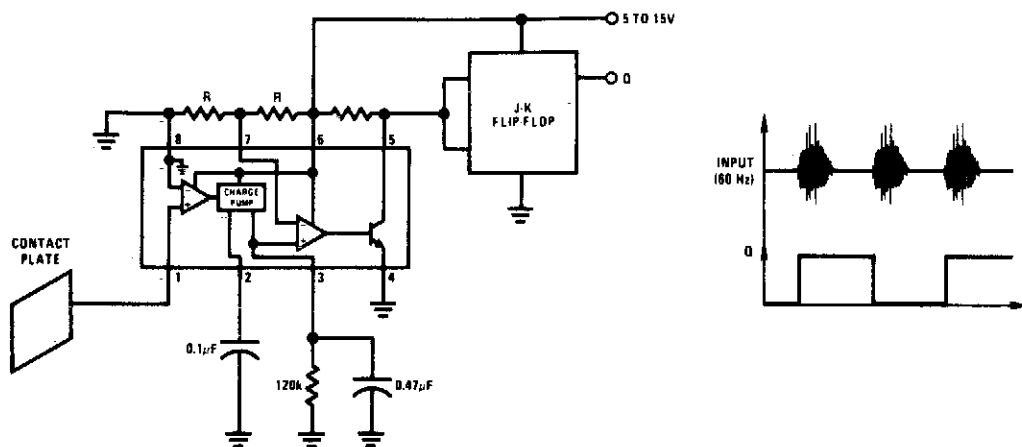 5 TO 15V
Q
J-K
FLIP-FLOP
R
R
8
7
6
5
CHARGE
PUMP
-
+
-
+
CONTACT
PLATE
1
2
3
4
0.1μF
120k
0.47μF
INPUT
(60 Hz)
Q